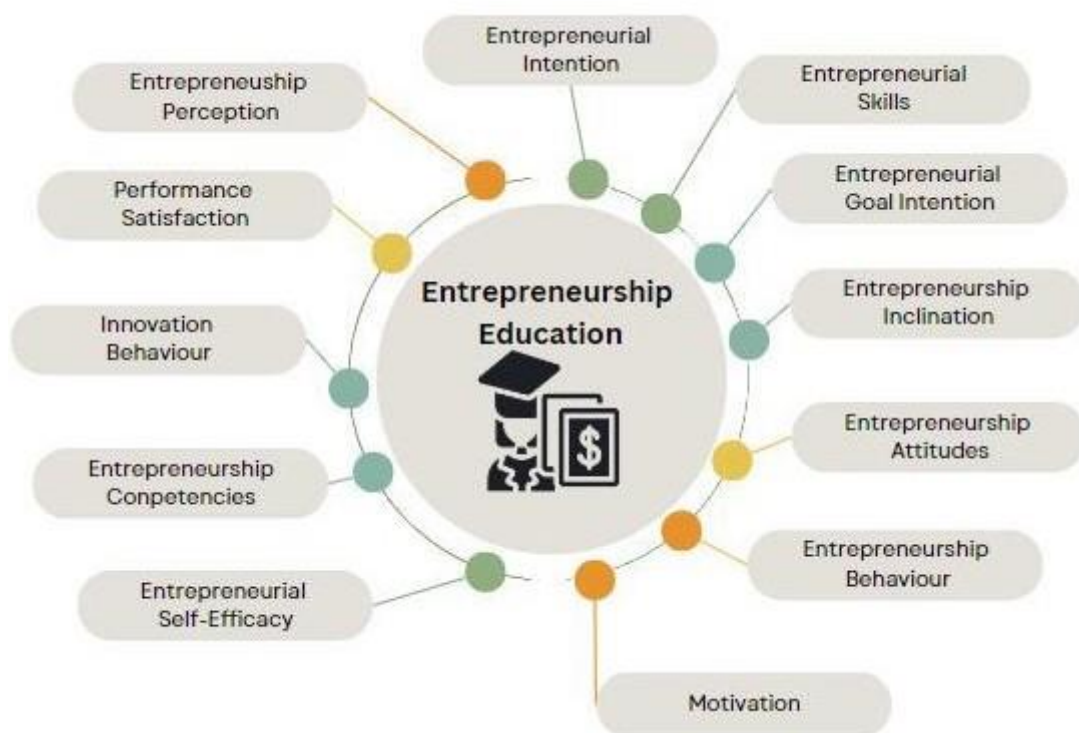 Entrepreneurial
Intention
Entrepreneuship
Perception
Entrepreneurial
Skills
Performance
Satisfaction
Entrepreneurial
Goal Intention
Entrepreneurship
Education
$
Innovation
Behaviour
Entrepreneurship
Inclination
Entrepreneurship
Conpetencies
Entrepreneurship
Attitudes
Entrepreneurial
Self-Efficacy
Entrepreneurship
Behaviour
Motivation